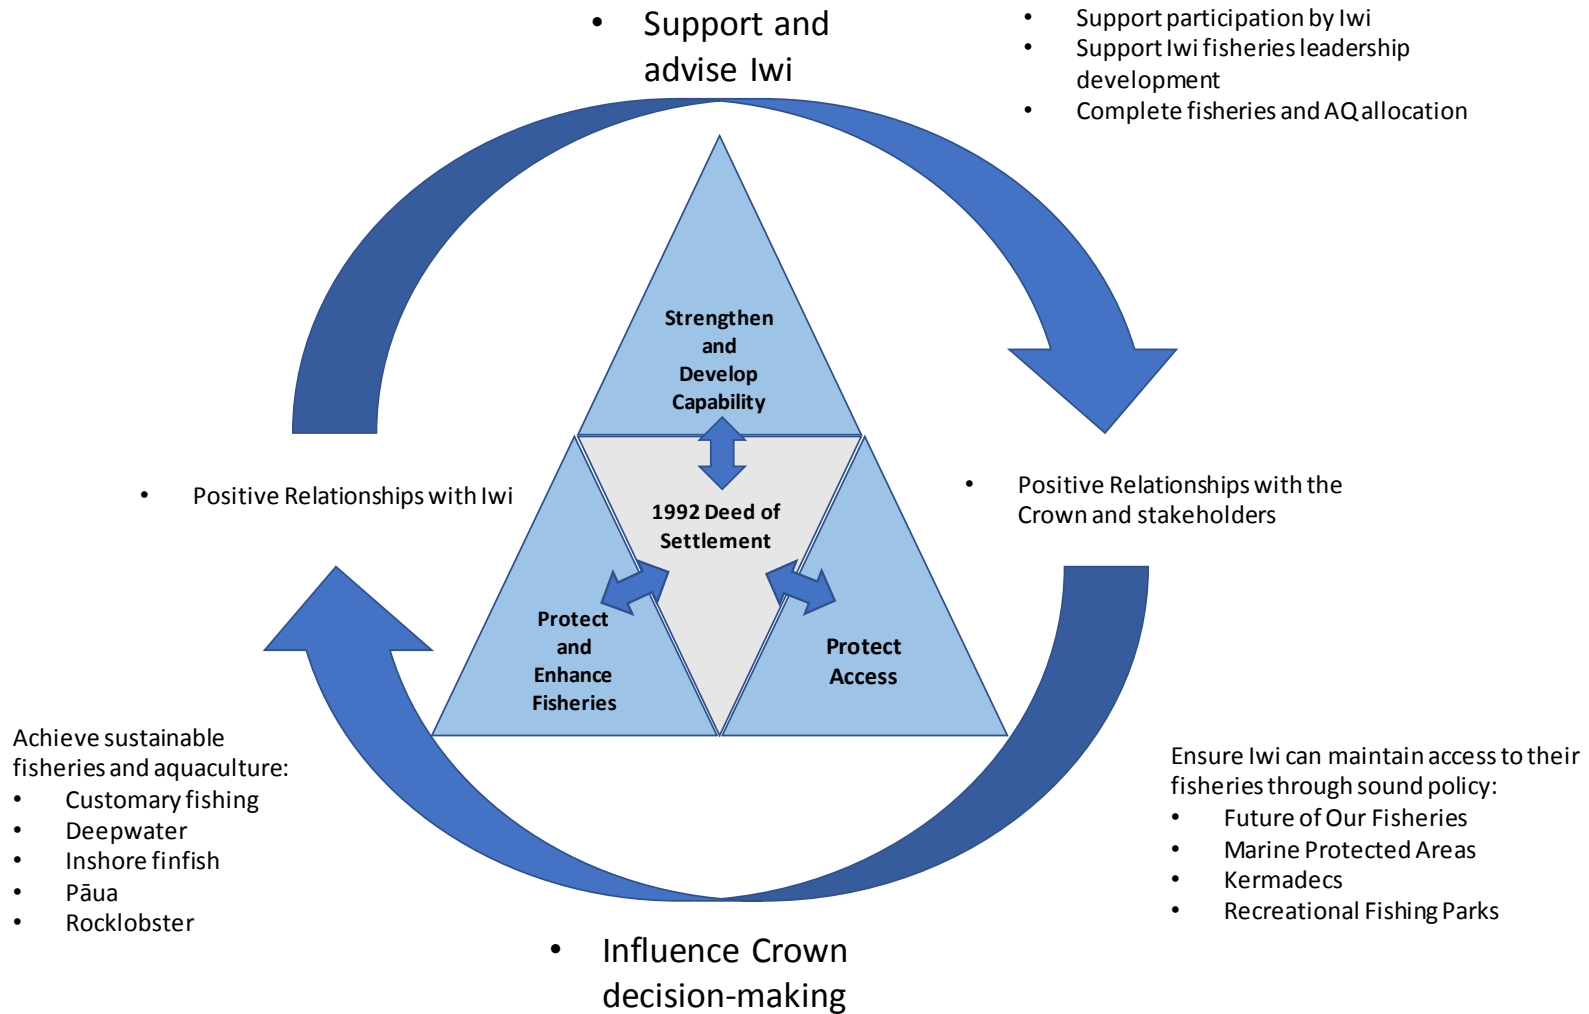 • Support and
advise Iwi
• Support participation by Iwi
• Support Iwi fisheries leadership
development
• Complete fisheries and AQ allocation
Strengthen
and
Develop
Capability
• Positive Relationships with Iwi
1992 Deed of
Settlement
• Positive Relationships with the
Crown and stakeholders
Protect
and
Enhance
Fisheries
Protect
Access
Achieve sustainable
fisheries and aquaculture:
• Customary fishing
• Deepwater
• Inshore finfish
• Pāua
• Rocklobster
Ensure Iwi can maintain access to their
fisheries through sound policy:
• Future of Our Fisheries
• Marine Protected Areas
• Kermadecs
• Recreational Fishing Parks
• Influence Crown
decision-making